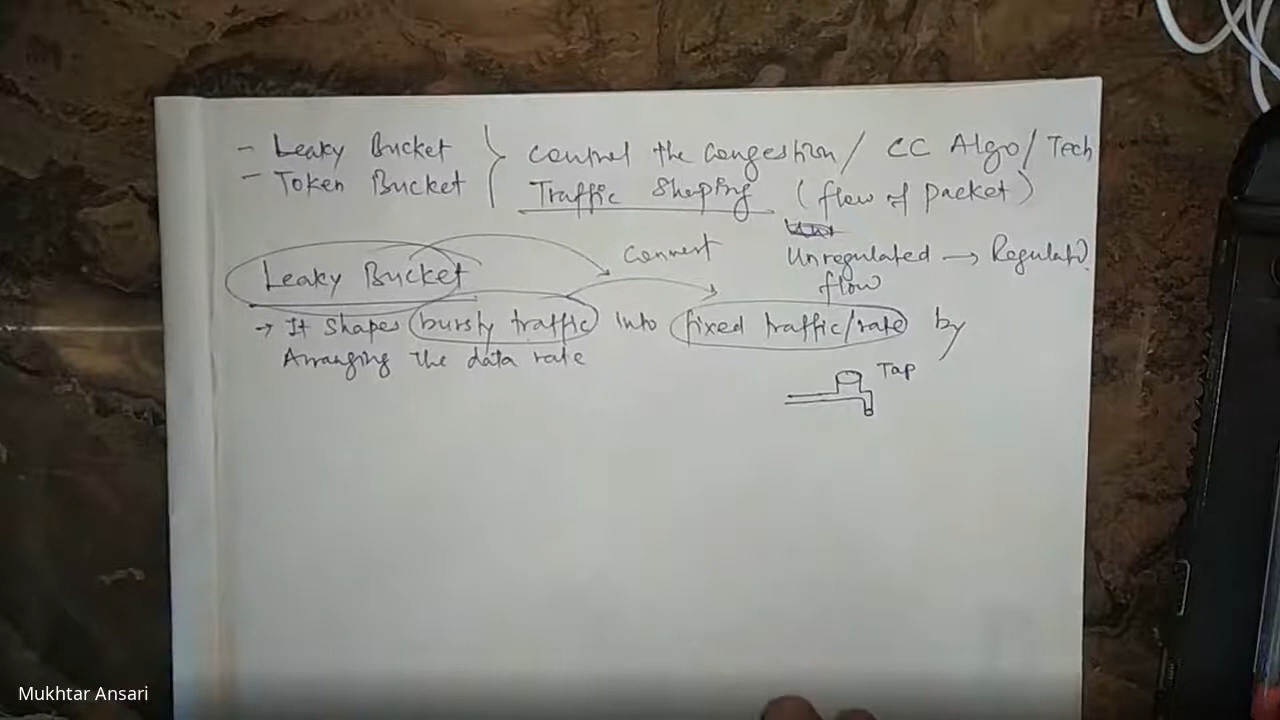 - Leaky Bucket } control the congestion / CC Algo / Tech
- Token Bucket } Traffic Shaping (flow of packet)
Leaky Bucket convert Unregulated → Regulated
flow
→ It shapes bursty traffic into fixed traffic/rate by
Arranging the data rate
Tap
Mukhtar Ansari